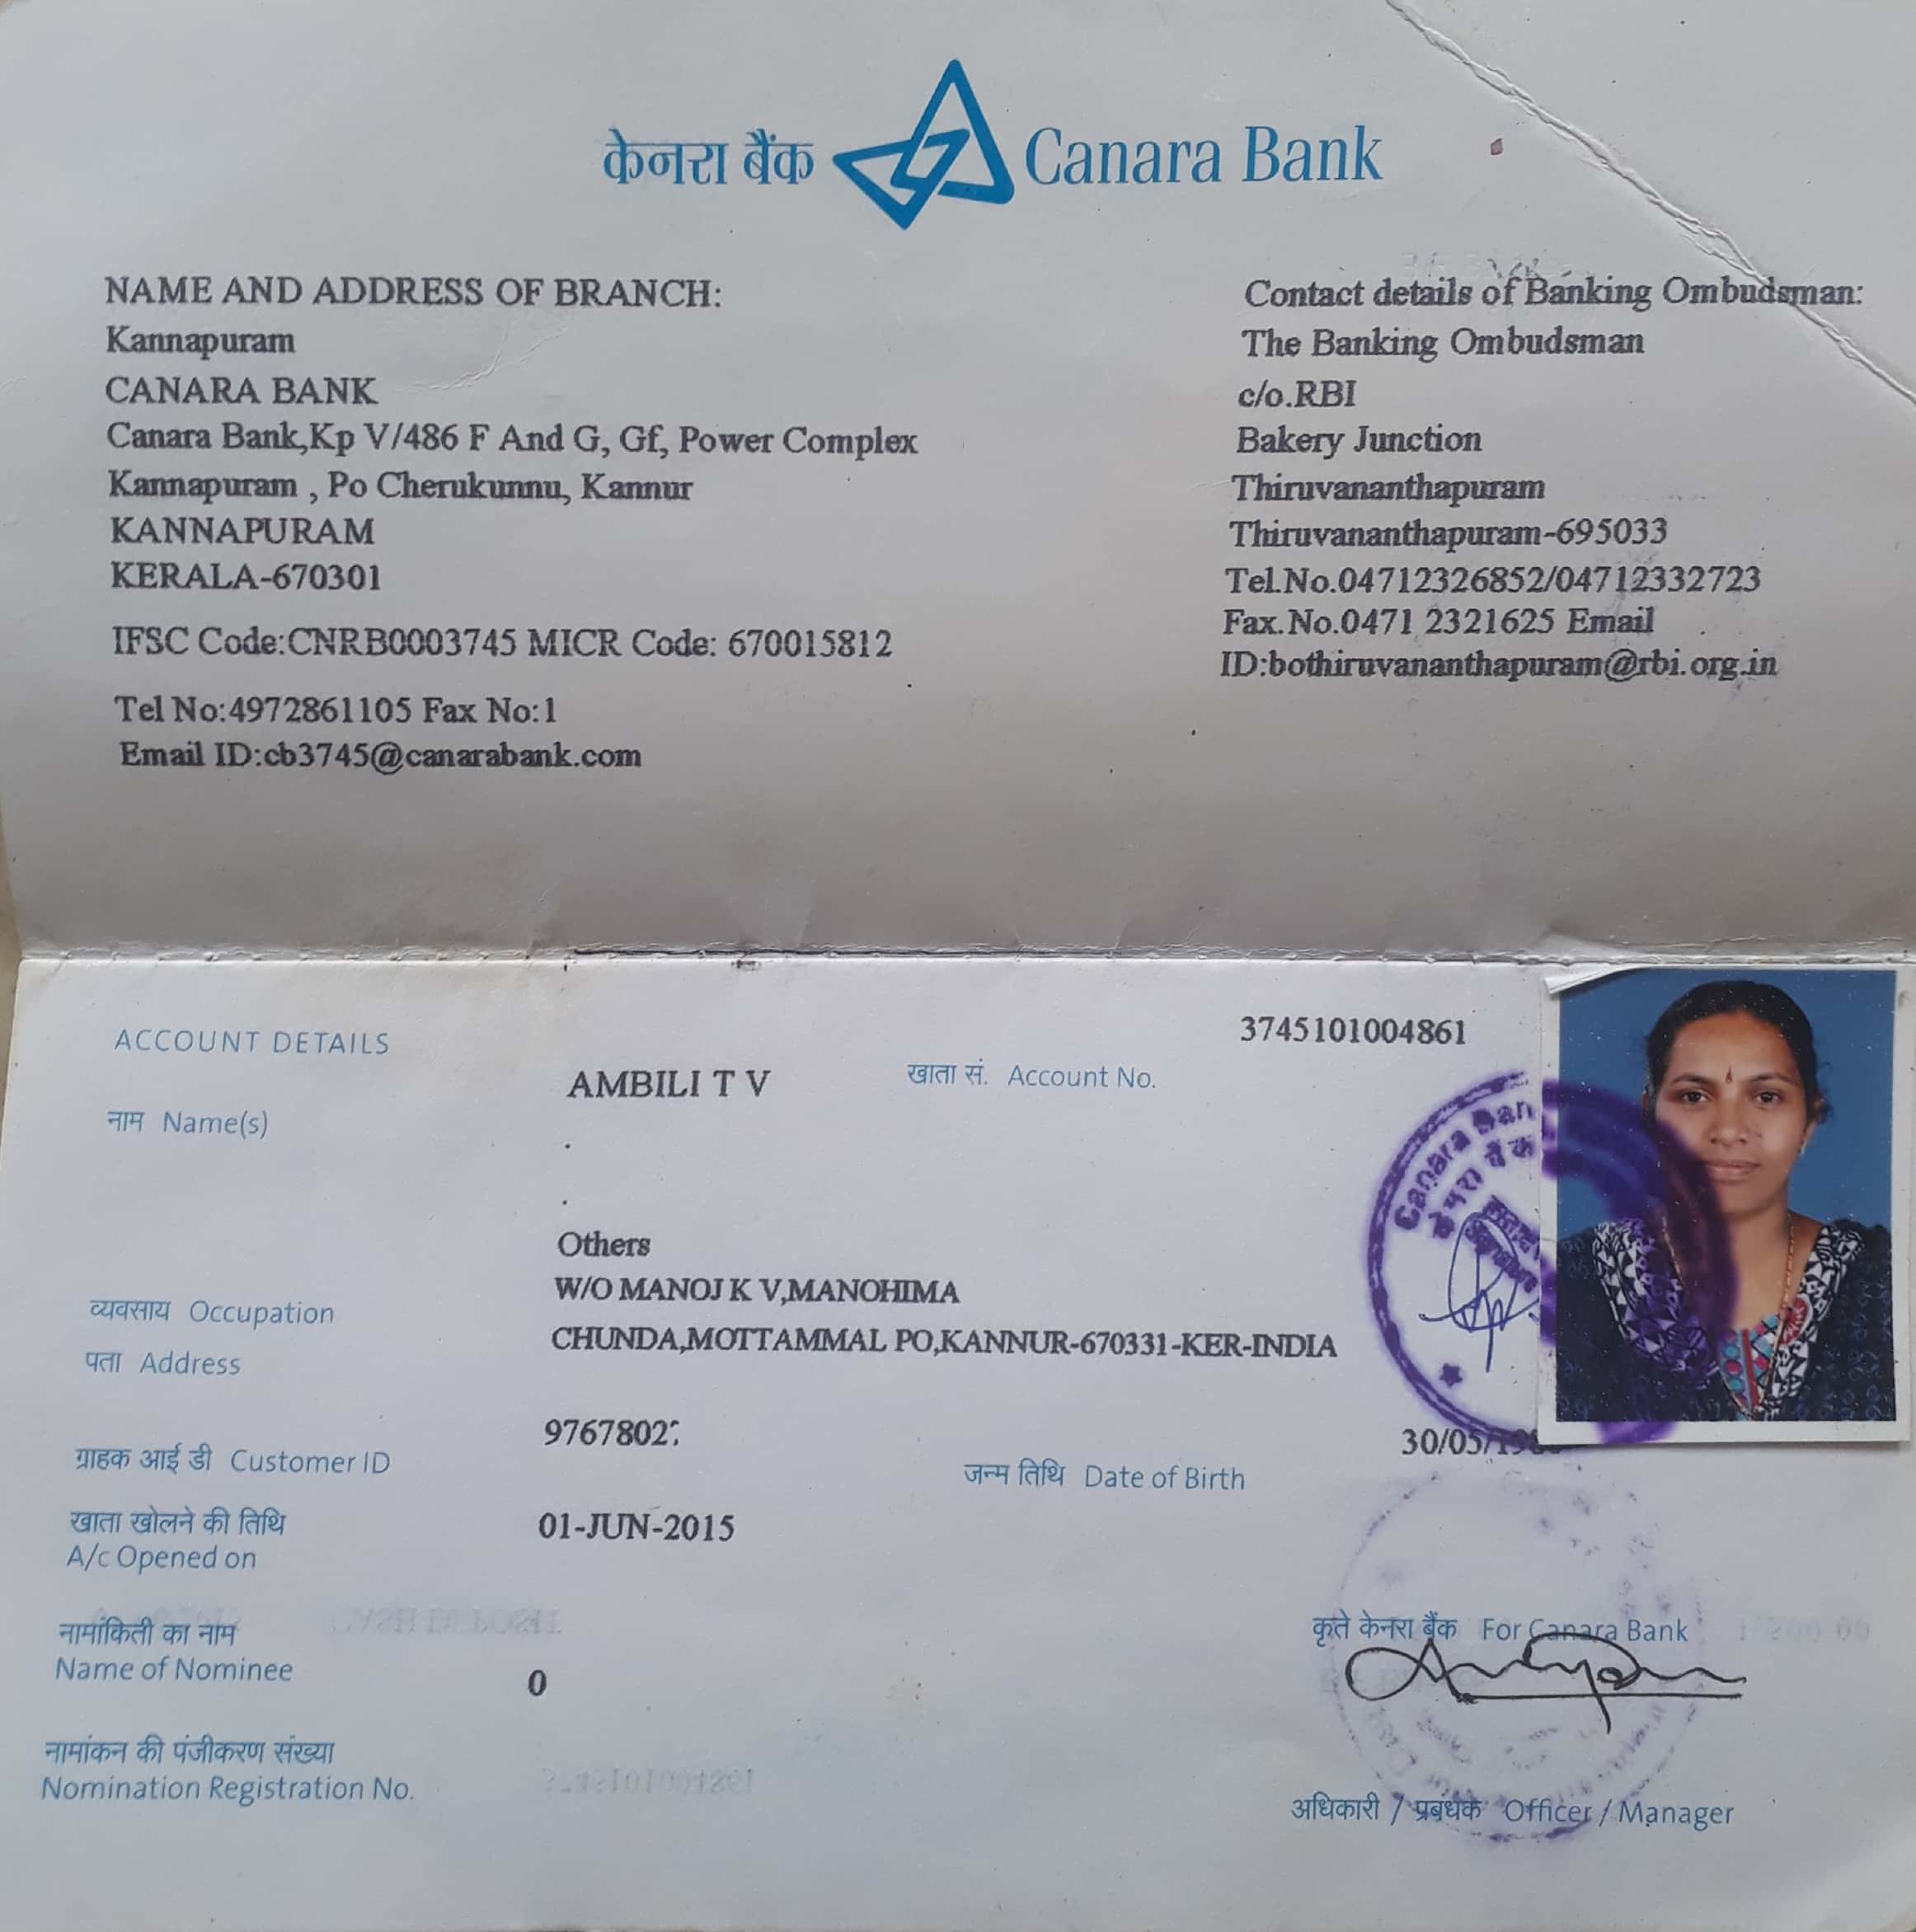 केनरा बैंक Canara Bank
NAME AND ADDRESS OF BRANCH:
Kannapuram
CANARA BANK
Canara Bank,Kp V/486 F And G, Gf, Power Complex
Kannapuram , Po Cherukunnu, Kannur
KANNAPURAM
KERALA-670301
IFSC Code:CNRB0003745 MICR Code: 670015812
Tel No:4972861105 Fax No:1
Email ID:cb3745@canarabank.com
Contact details of Banking Ombudsman:
The Banking Ombudsman
c/o.RBI
Bakery Junction
Thiruvananthapuram
Thiruvananthapuram-695033
Tel.No.04712326852/04712332723
Fax.No.0471 2321625 Email
ID:bothiruvananthapuram@rbi.org.in
ACCOUNT DETAILS
3745101004861
AMBILI T V
खाता सं. Account No.
नाम Name(s)
.
.
Canara Ban
बैंक
Others
W/O MANOJ K V,MANOHIMA
व्यवसाय Occupation
CHUNDA,MOTTAMMAL PO,KANNUR-670331-KER-INDIA
पता Address
9767802
30/05/198
ग्राहक आई डी Customer ID
जन्म तिथि Date of Birth
खाता खोलने की तिथि
01-JUN-2015
A/c Opened on
नामांकिती का नाम
कृते केनरा बैंक For Canara Bank
Name of Nominee
0
नामांकन की पंजीकरण संख्या
Nomination Registration No.
अधिकारी / प्रबंधक Officer / Manager